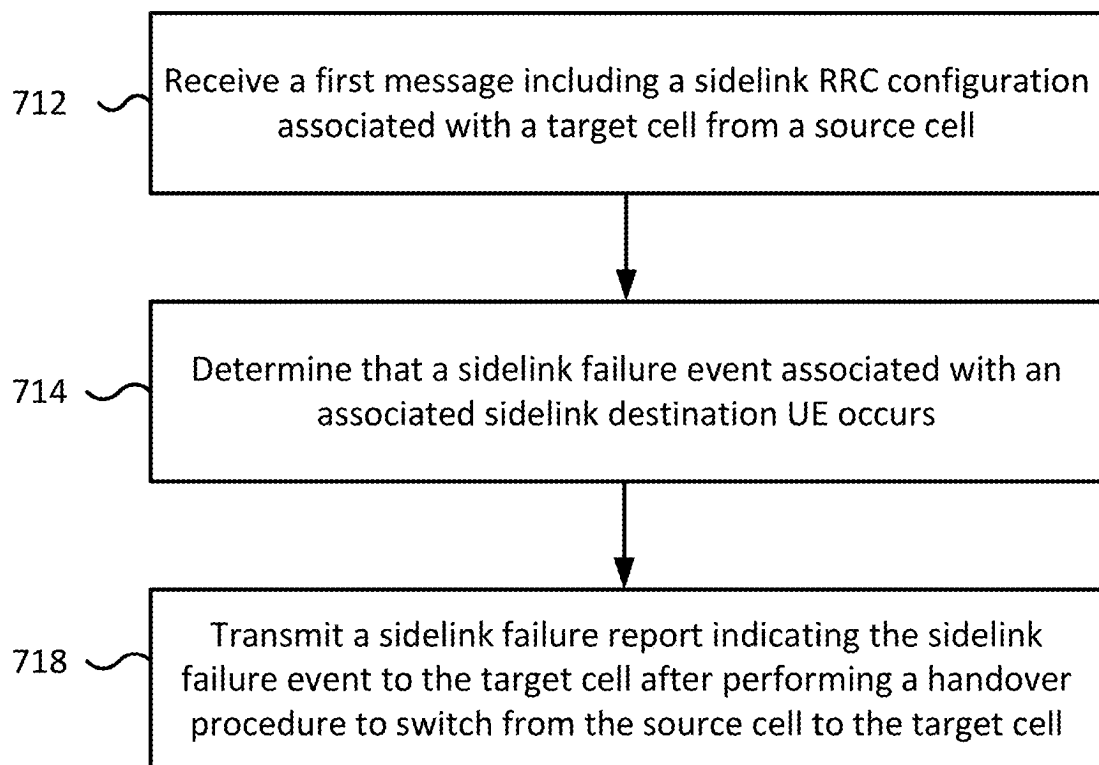 712
Receive a first message including a sidelink RRC configuration
associated with a target cell from a source cell
714
Determine that a sidelink failure event associated with an
associated sidelink destination UE occurs
718
Transmit a sidelink failure report indicating the sidelink
failure event to the target cell after performing a handover
procedure to switch from the source cell to the target cell